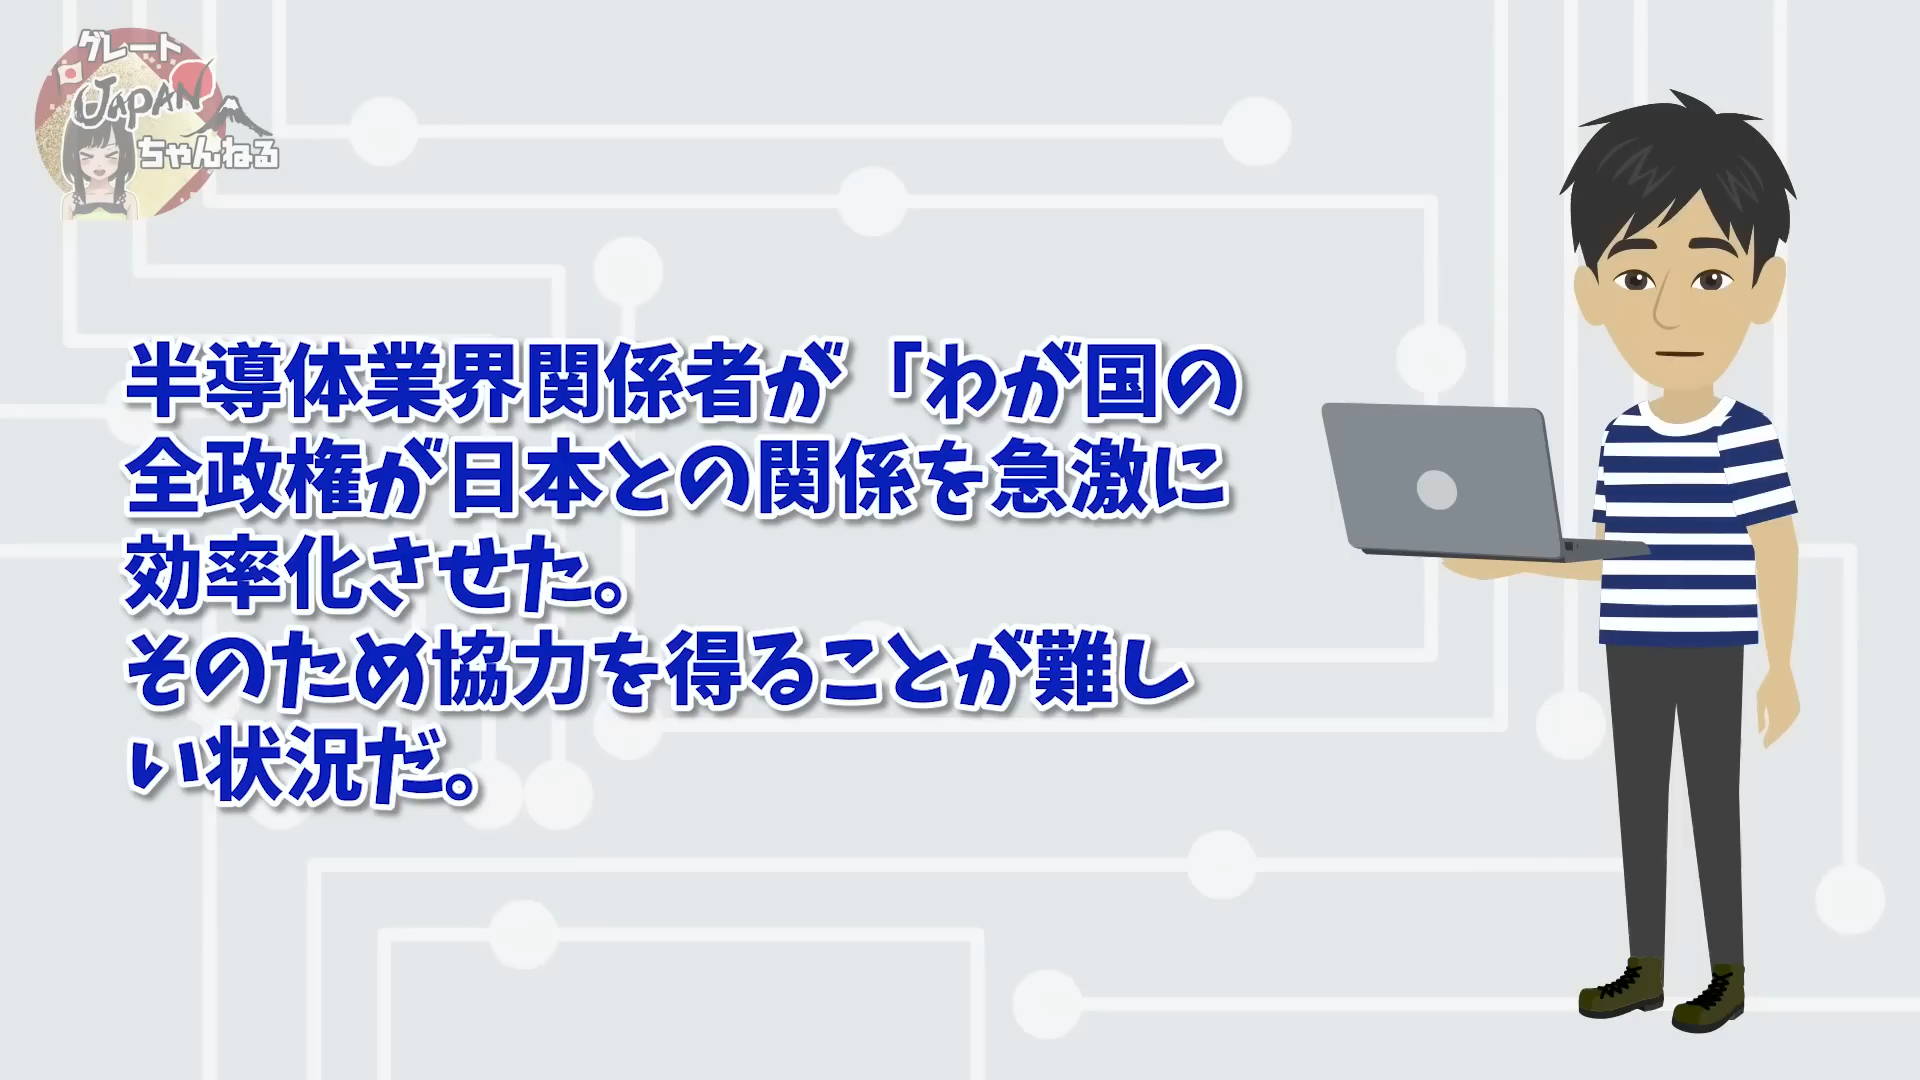 グレート
JAPAN
ちゃんねる
半導体業界関係者が「わが国の
全政権が日本との関係を急激に
効率化させた。
そのため協力を得ることが難し
い状況だ。